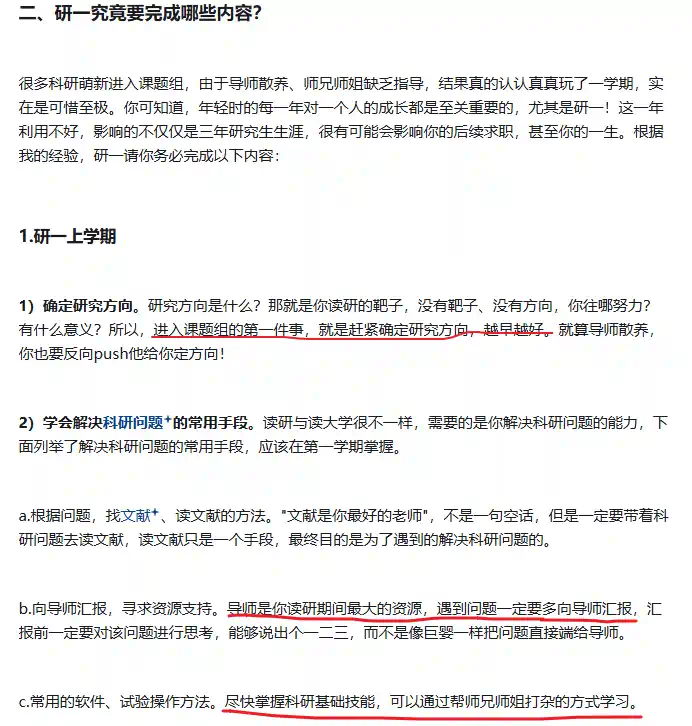 二、研一究竟要完成哪些内容？
很多科研萌新进入课题组，由于导师散养、师兄师姐缺乏指导，结果真的认认真真玩了一学期，实
在是可惜至极。你可知道，年轻时的每一年对一个人的成长都是至关重要的，尤其是研一！这一年
利用不好，影响的不仅仅是三年研究生生涯，很有可能会影响你的后续求职，甚至你的一生。根据
我的经验，研一请你务必完成以下内容：
1.研一上学期
1）确定研究方向。研究方向是什么？那就是你读研的靶子，没有靶子、没有方向，你往哪努力？
有什么意义？所以，进入课题组的第一件事，就是赶紧确定研究方向，越早越好。就算导师散养，
你也要反向push他给你定方向！
2）学会解决科研问题的常用手段。读研与读大学很不一样，需要的是你解决科研问题的能力，下
面列举了解决科研问题的常用手段，应该在第一学期掌握。
a.根据问题，找文献、读文献的方法。"文献是你最好的老师"，不是一句空话，但是一定要带着科
研问题去读文献，读文献只是一个手段，最终目的是为了遇到的解决科研问题的。
b.向导师汇报，寻求资源支持。导师是你读研期间最大的资源，遇到问题一定要多向导师汇报，汇
报前一定要对该问题进行思考，能够说出个一二三，而不是像巨婴一样把问题直接端给导师。
c.常用的软件、试验操作方法。尽快掌握科研基础技能，可以通过帮师兄师姐打杂的方式学习。